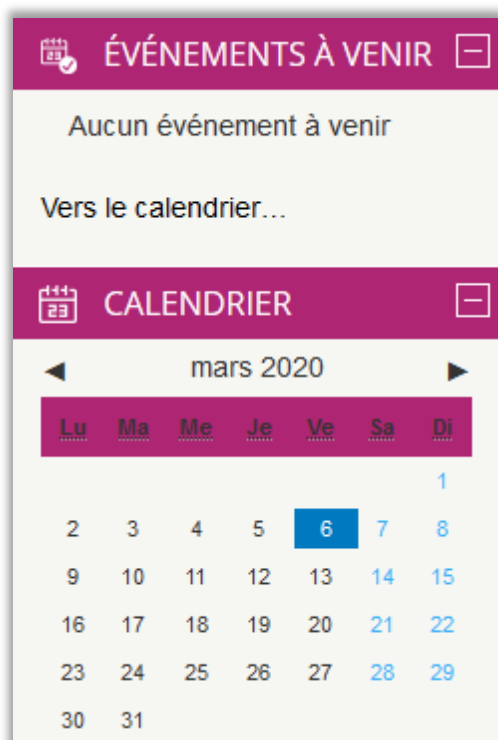 ÉVÉNEMENTS À VENIR
Aucun événement à venir
Vers le calendrier...
23 CALENDRIER
◄ mars 2020 ►
Lu Ma Me Je Ve Sa Di
1
2 3 4 5 6 7 8
9 10 11 12 13 14 15
16 17 18 19 20 21 22
23 24 25 26 27 28 29
30 31